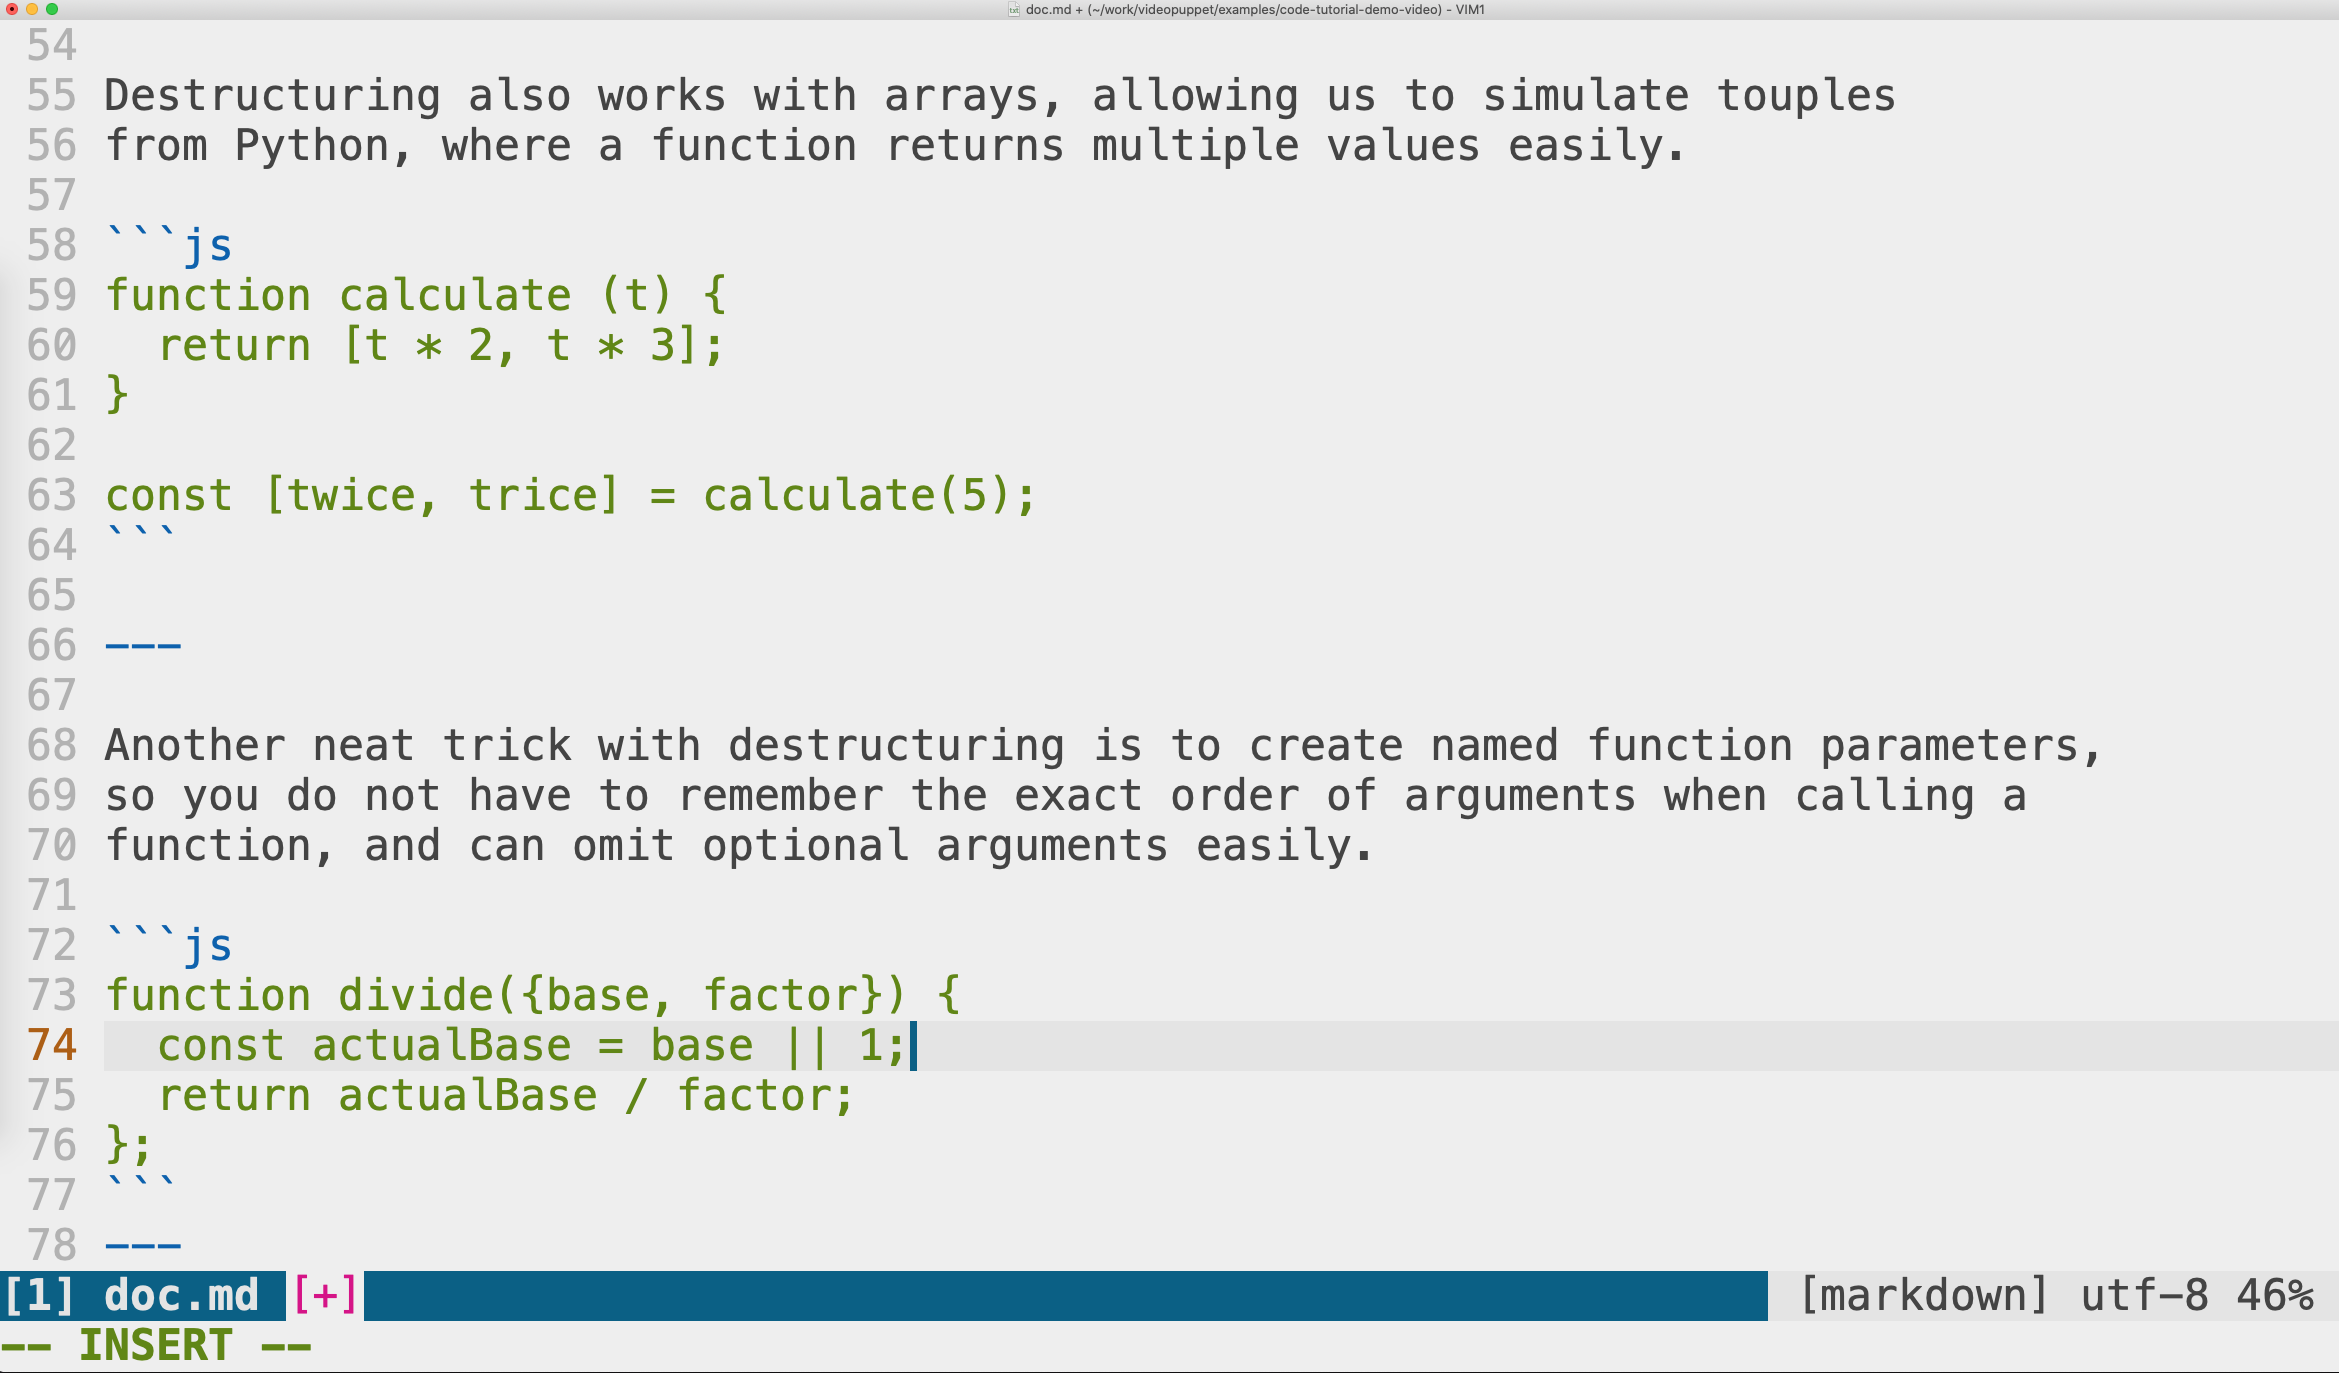 doc.md + (~/work/videopuppet/examples/code-tutorial-demo-video) - VIM1
54
55 Destructuring also works with arrays, allowing us to simulate touples
56 from Python, where a function returns multiple values easily.
57
58 ```js
59 function calculate (t) {
60   return [t * 2, t * 3];
61 }
62
63 const [twice, trice] = calculate(5);
64 ```
65
66 ---
67
68 Another neat trick with destructuring is to create named function parameters,
69 so you do not have to remember the exact order of arguments when calling a
70 function, and can omit optional arguments easily.
71
72 ```js
73 function divide({base, factor}) {
74   const actualBase = base || 1;
75   return actualBase / factor;
76 };
77 ```
78 ---
[1] doc.md [+] [markdown] utf-8 46%
-- INSERT --